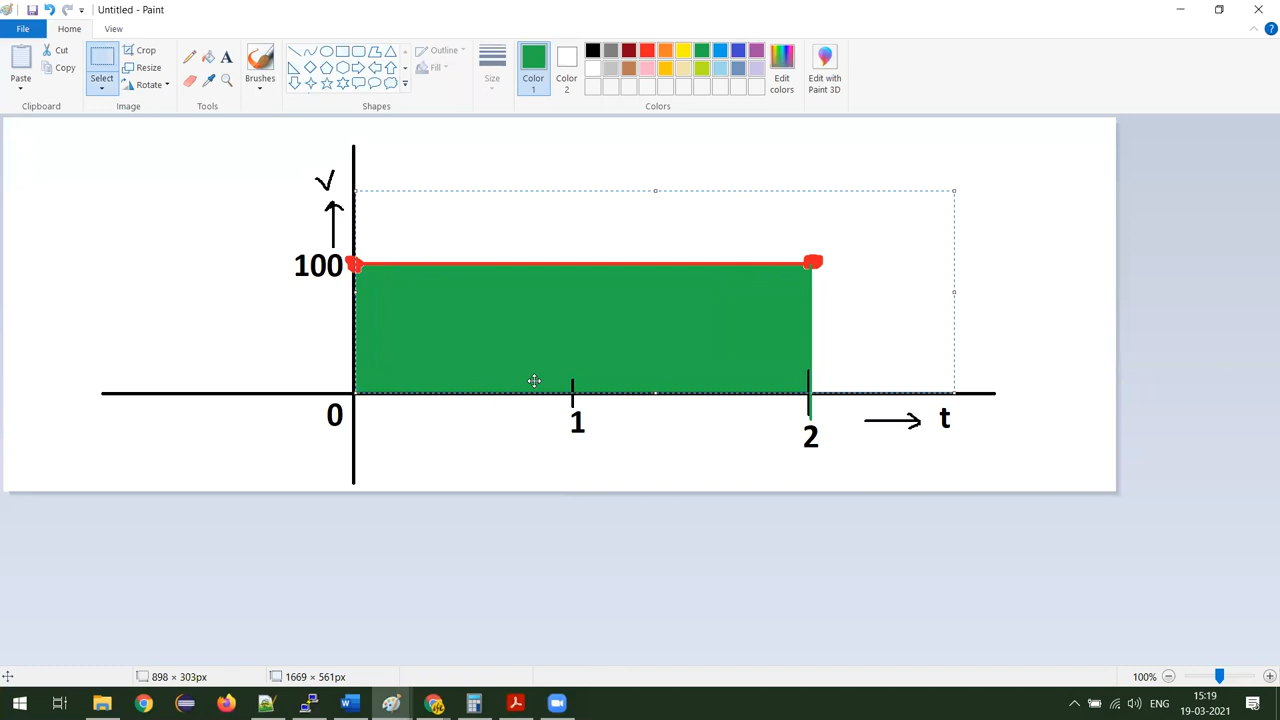 Untitled - Paint
File
Home
View
Paste
Cut
Copy
Clipboard
Select
Crop
Resize
Rotate
Image
A
Tools
Brushes
Outline
Fill
Shapes
Size
Color
1
Color
2
Edit
colors
Edit with
Paint 3D
Colors
V
100
0
1
2
t
898 × 303px
1669 × 561px
100%
ENG
15:19
19-03-2021